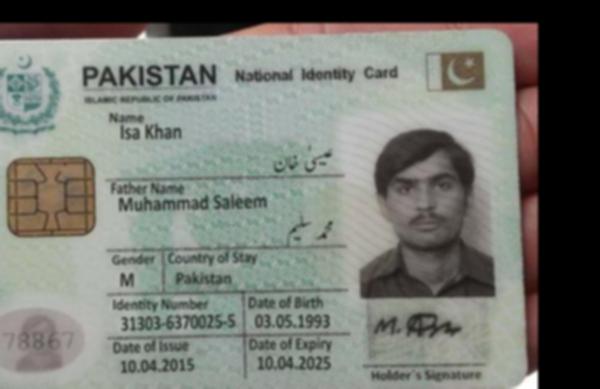 PAKISTAN National Identity Card
ISLAMIC REPUBLIC OF PAKISTAN
Name
Isa Khan
عیسیٰ خان
Father Name
Muhammad Saleem
محمد سلیم
Gender Country of Stay
M Pakistan
Identity Number Date of Birth
31303-6370025-5 03.05.1993
78867
Date of Issue Date of Expiry
10.04.2015 10.04.2025
Holder's Signature